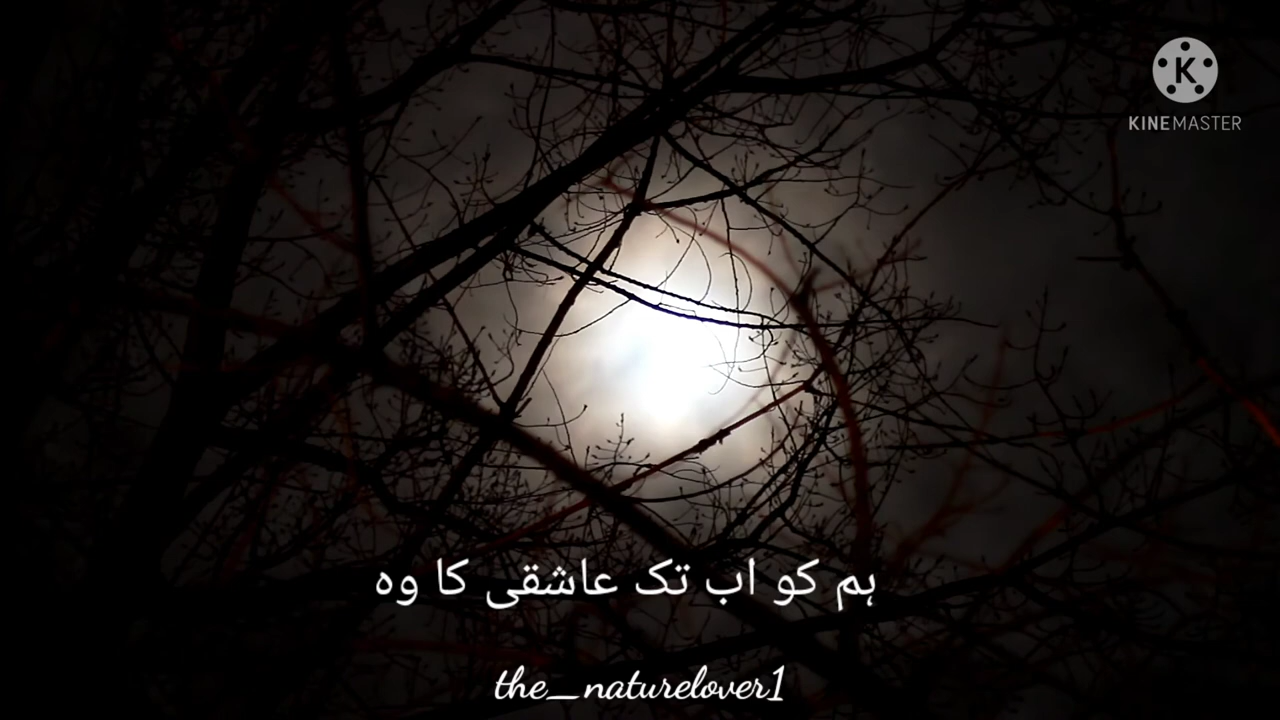 KINEMASTER
ہم کو اب تک عاشقی کا وہ
the_naturelover1